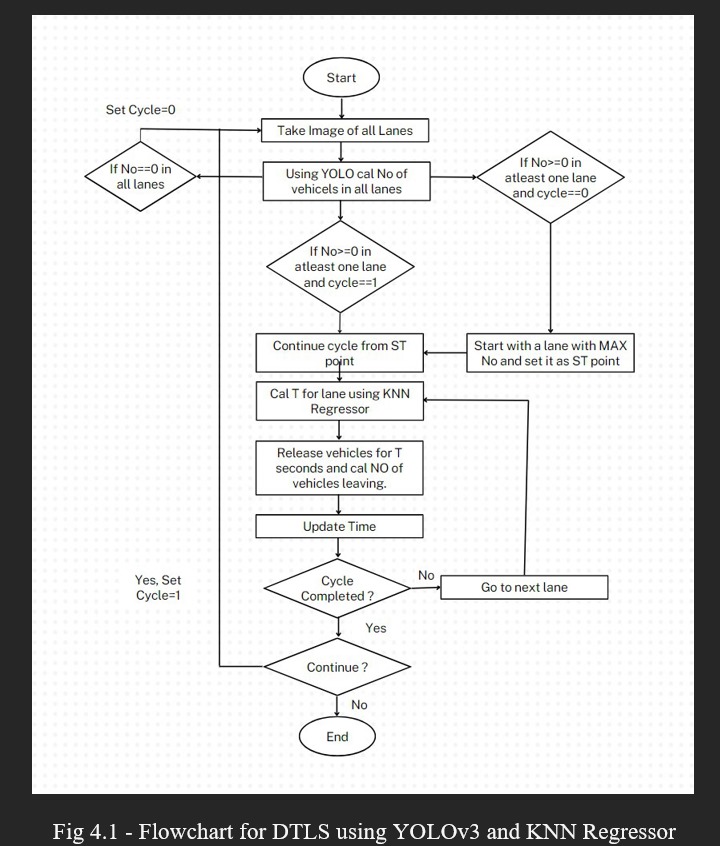 Start
Set Cycle=0
Take Image of all Lanes
If No==0 in
all lanes
Using YOLO cal No of
vehicels in all lanes
If No>=0 in
atleast one lane
and cycle==0
If No>=0 in
atleast one lane
and cycle==1
Continue cycle from ST
point
Start with a lane with MAX
No and set it as ST point
Cal T for lane using KNN
Regressor
Release vehicles for T
seconds and cal NO of
vehicles leaving.
Update Time
Cycle
Completed ?
No
Go to next lane
Yes, Set
Cycle=1
Yes
Continue ?
No
End
Fig 4.1 - Flowchart for DTLS using YOLOv3 and KNN Regressor